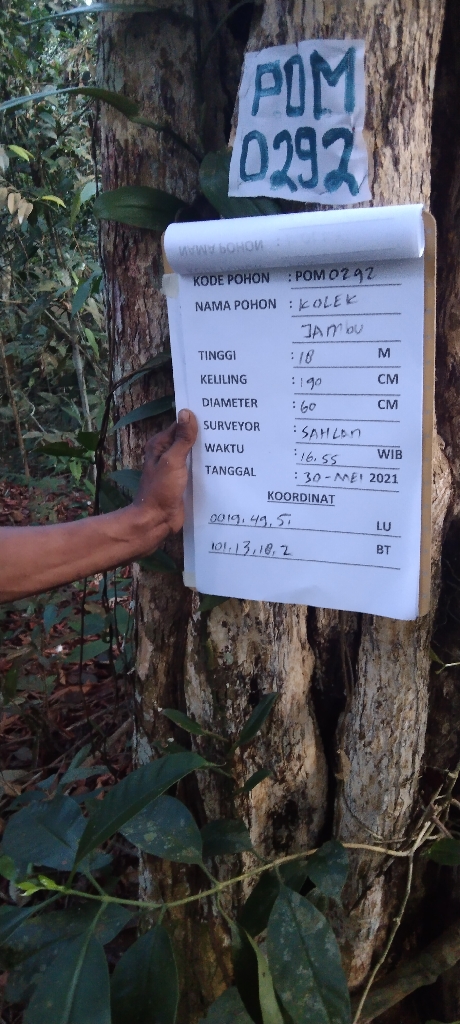 POM
0292
NAMA POHON
KODE POHON : POM 0292
NAMA POHON : KOLEK
JAMBU
TINGGI : 18 M
KELILING : 190 CM
DIAMETER : 60 CM
SURVEYOR : SAHLAN
WAKTU : 16.55 WIB
TANGGAL : 30-MEI 2021
KOORDINAT
0019.49,5, LU
101,13,18,2 BT